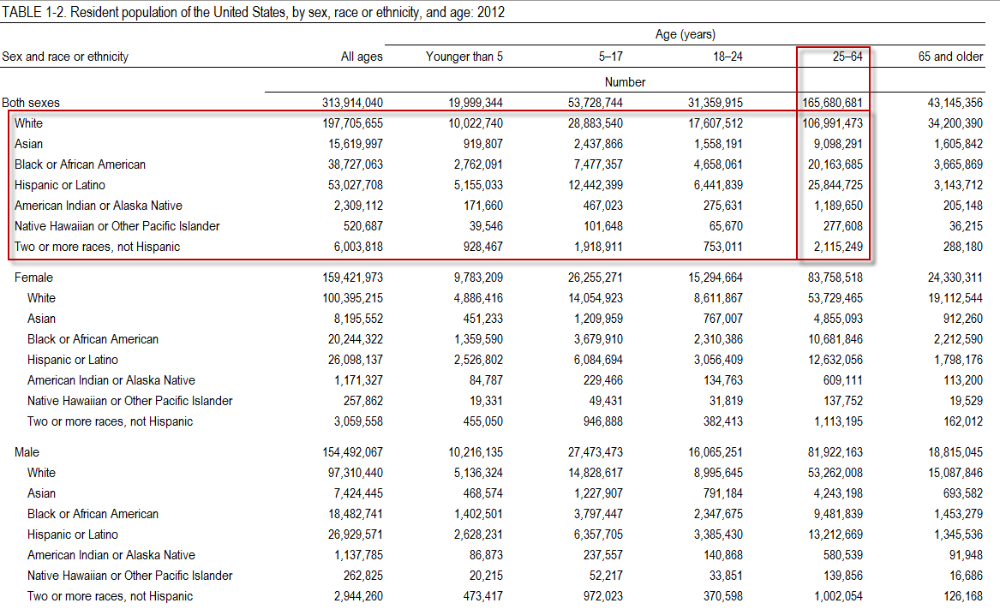 TABLE 1-2. Resident population of the United States, by sex, race or ethnicity, and age: 2012
Age (years)
Sex and race or ethnicity All ages Younger than 5 5–17 18–24 25–64 65 and older
Number
Both sexes 313,914,040 19,999,344 53,728,744 31,359,915 165,680,681 43,145,356
White 197,705,655 10,022,740 28,883,540 17,607,512 106,991,473 34,200,390
Asian 15,619,997 919,807 2,437,866 1,558,191 9,098,291 1,605,842
Black or African American 38,727,063 2,762,091 7,477,357 4,658,061 20,163,685 3,665,869
Hispanic or Latino 53,027,708 5,155,033 12,442,399 6,441,839 25,844,725 3,143,712
American Indian or Alaska Native 2,309,112 171,660 467,023 275,631 1,189,650 205,148
Native Hawaiian or Other Pacific Islander 520,687 39,546 101,648 65,670 277,608 36,215
Two or more races, not Hispanic 6,003,818 928,467 1,918,911 753,011 2,115,249 288,180
Female 159,421,973 9,783,209 26,255,271 15,294,664 83,758,518 24,330,311
White 100,395,215 4,886,416 14,054,923 8,611,867 53,729,465 19,112,544
Asian 8,195,552 451,233 1,209,959 767,007 4,855,093 912,260
Black or African American 20,244,322 1,359,590 3,679,910 2,310,386 10,681,846 2,212,590
Hispanic or Latino 26,098,137 2,526,802 6,084,694 3,056,409 12,632,056 1,798,176
American Indian or Alaska Native 1,171,327 84,787 229,466 134,763 609,111 113,200
Native Hawaiian or Other Pacific Islander 257,862 19,331 49,431 31,819 137,752 19,529
Two or more races, not Hispanic 3,059,558 455,050 946,888 382,413 1,113,195 162,012
Male 154,492,067 10,216,135 27,473,473 16,065,251 81,922,163 18,815,045
White 97,310,440 5,136,324 14,828,617 8,995,645 53,262,008 15,087,846
Asian 7,424,445 468,574 1,227,907 791,184 4,243,198 693,582
Black or African American 18,482,741 1,402,501 3,797,447 2,347,675 9,481,839 1,453,279
Hispanic or Latino 26,929,571 2,628,231 6,357,705 3,385,430 13,212,669 1,345,536
American Indian or Alaska Native 1,137,785 86,873 237,557 140,868 580,539 91,948
Native Hawaiian or Other Pacific Islander 262,825 20,215 52,217 33,851 139,856 16,686
Two or more races, not Hispanic 2,944,260 473,417 972,023 370,598 1,002,054 126,168